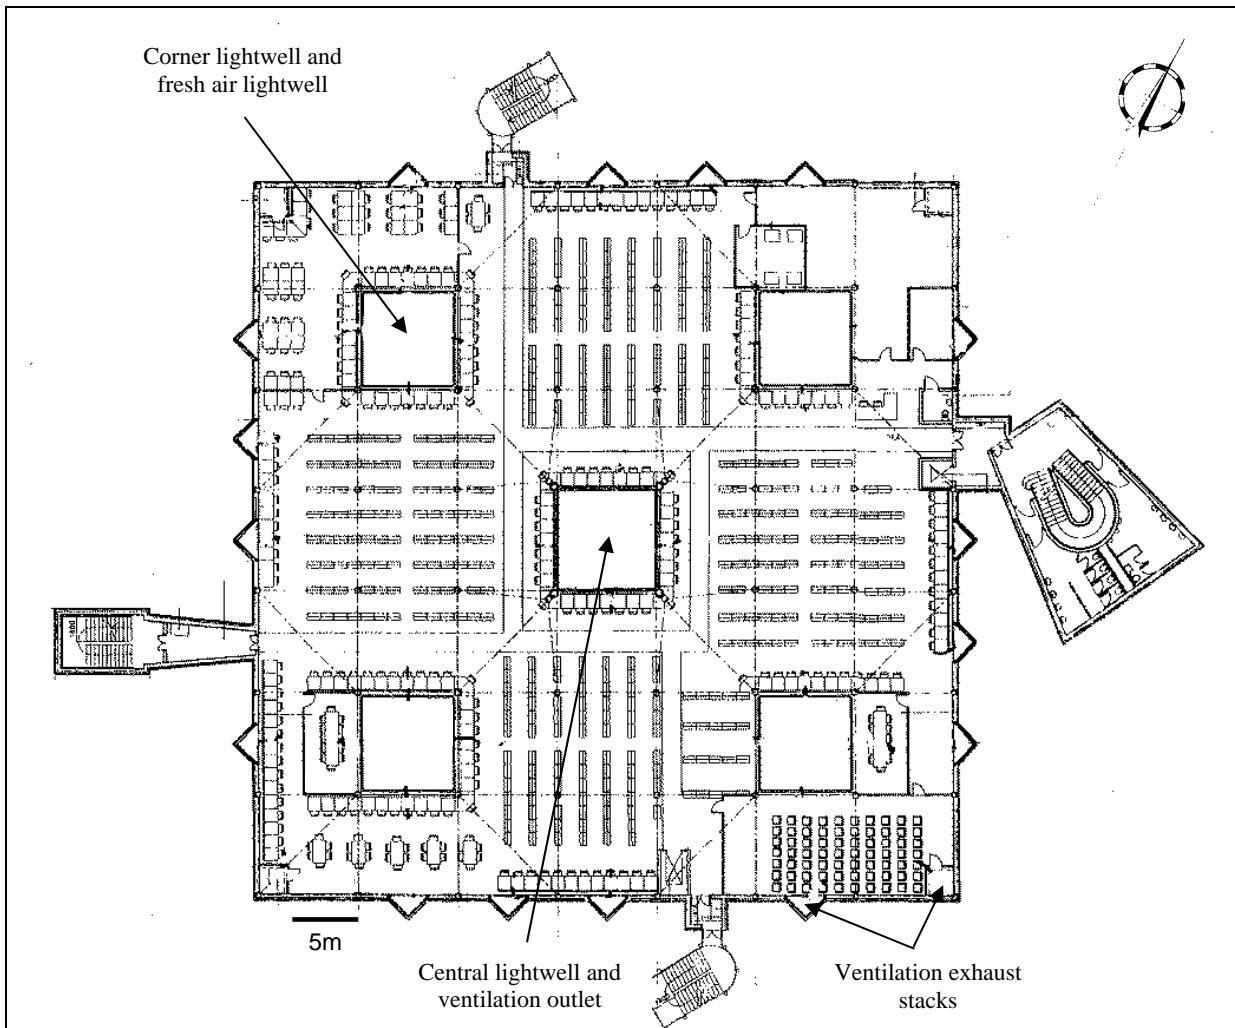 Corner lightwell and
fresh air lightwell
5m
Central lightwell and
ventilation outlet
Ventilation exhaust
stacks